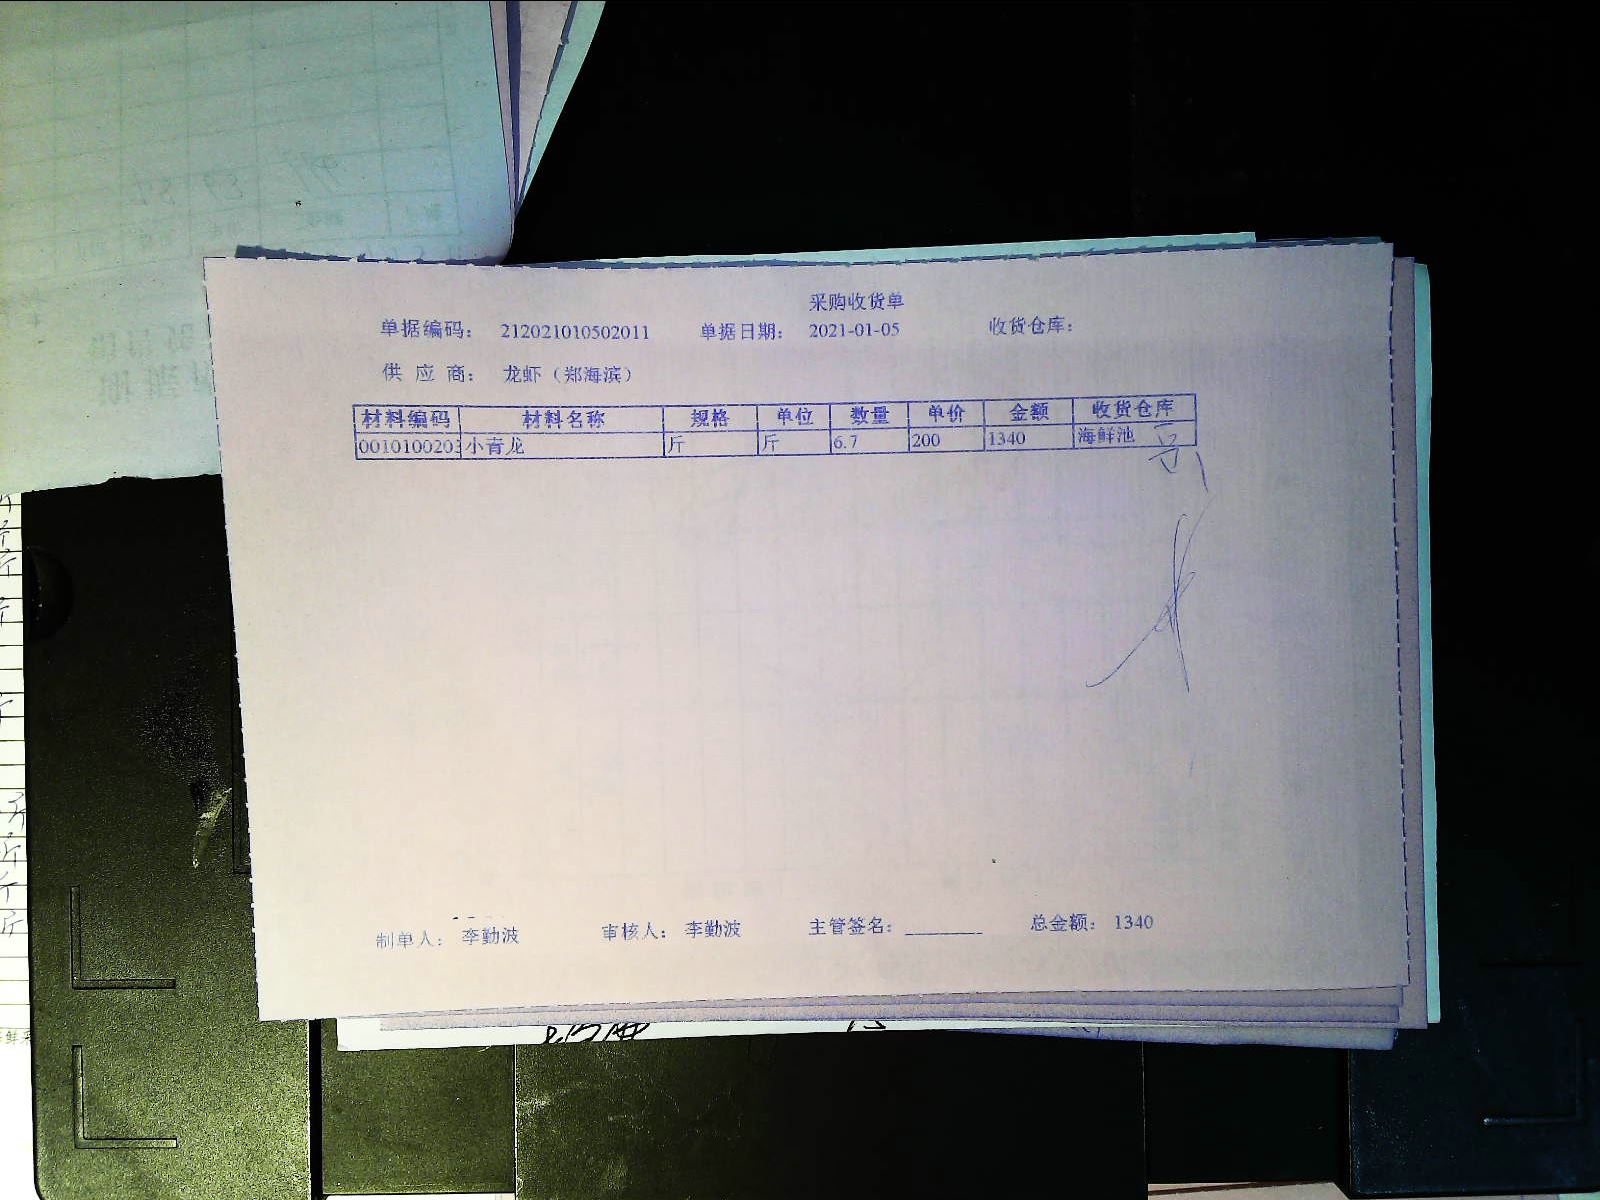 采购收货单
单据编码： 212021010502011 单据日期： 2021-01-05 收货仓库：
供 应 商： 龙虾（郑海滨）
材料编码 材料名称 规格 单位 数量 单价 金额 收货仓库
0010100203 小青龙 斤 斤 6.7 200 1340 海鲜池
制单人： 李勤波 审核人： 李勤波 主管签名：________ 总金额： 1340